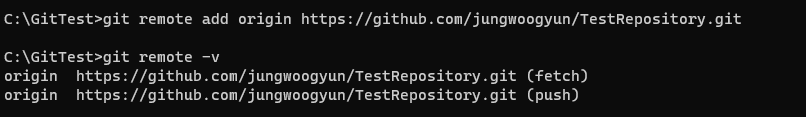 C:\GitTest>git remote add origin https://github.com/jungwoogyun/TestRepository.git
C:\GitTest>git remote -v
origin  https://github.com/jungwoogyun/TestRepository.git (fetch)
origin  https://github.com/jungwoogyun/TestRepository.git (push)